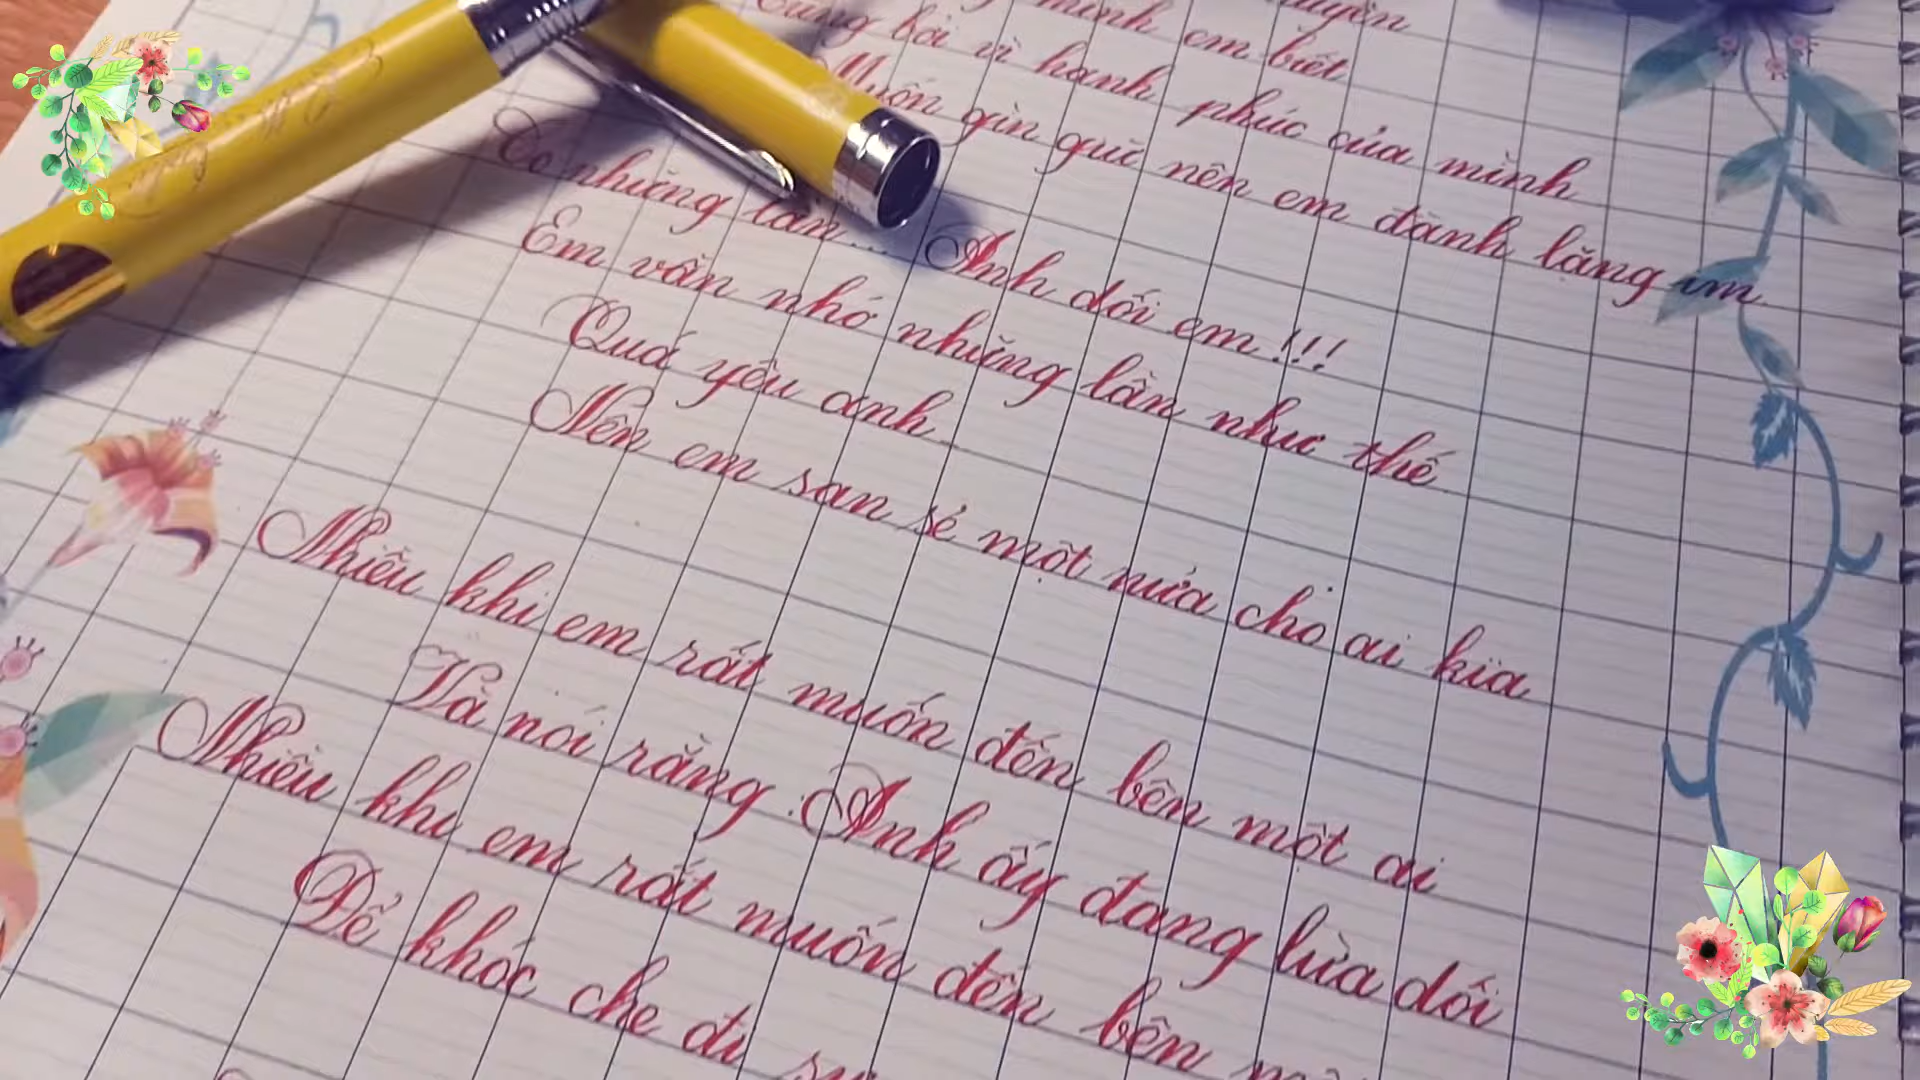 mình em biết
Cũng bởi vì hạnh phúc của mình
Muốn gìn giữ nên em đành lặng im
Có những lần... Anh dối em!!!
Em vẫn nhớ những lần như thế
Quá yêu anh
Nên em san sẻ một nửa cho ai kia
Nhiều khi em rất muốn đến bên một ai
Và nói rằng: Anh ấy đang lừa dối
Nhiều khi em rất muốn đến bên
Để khóc che đi